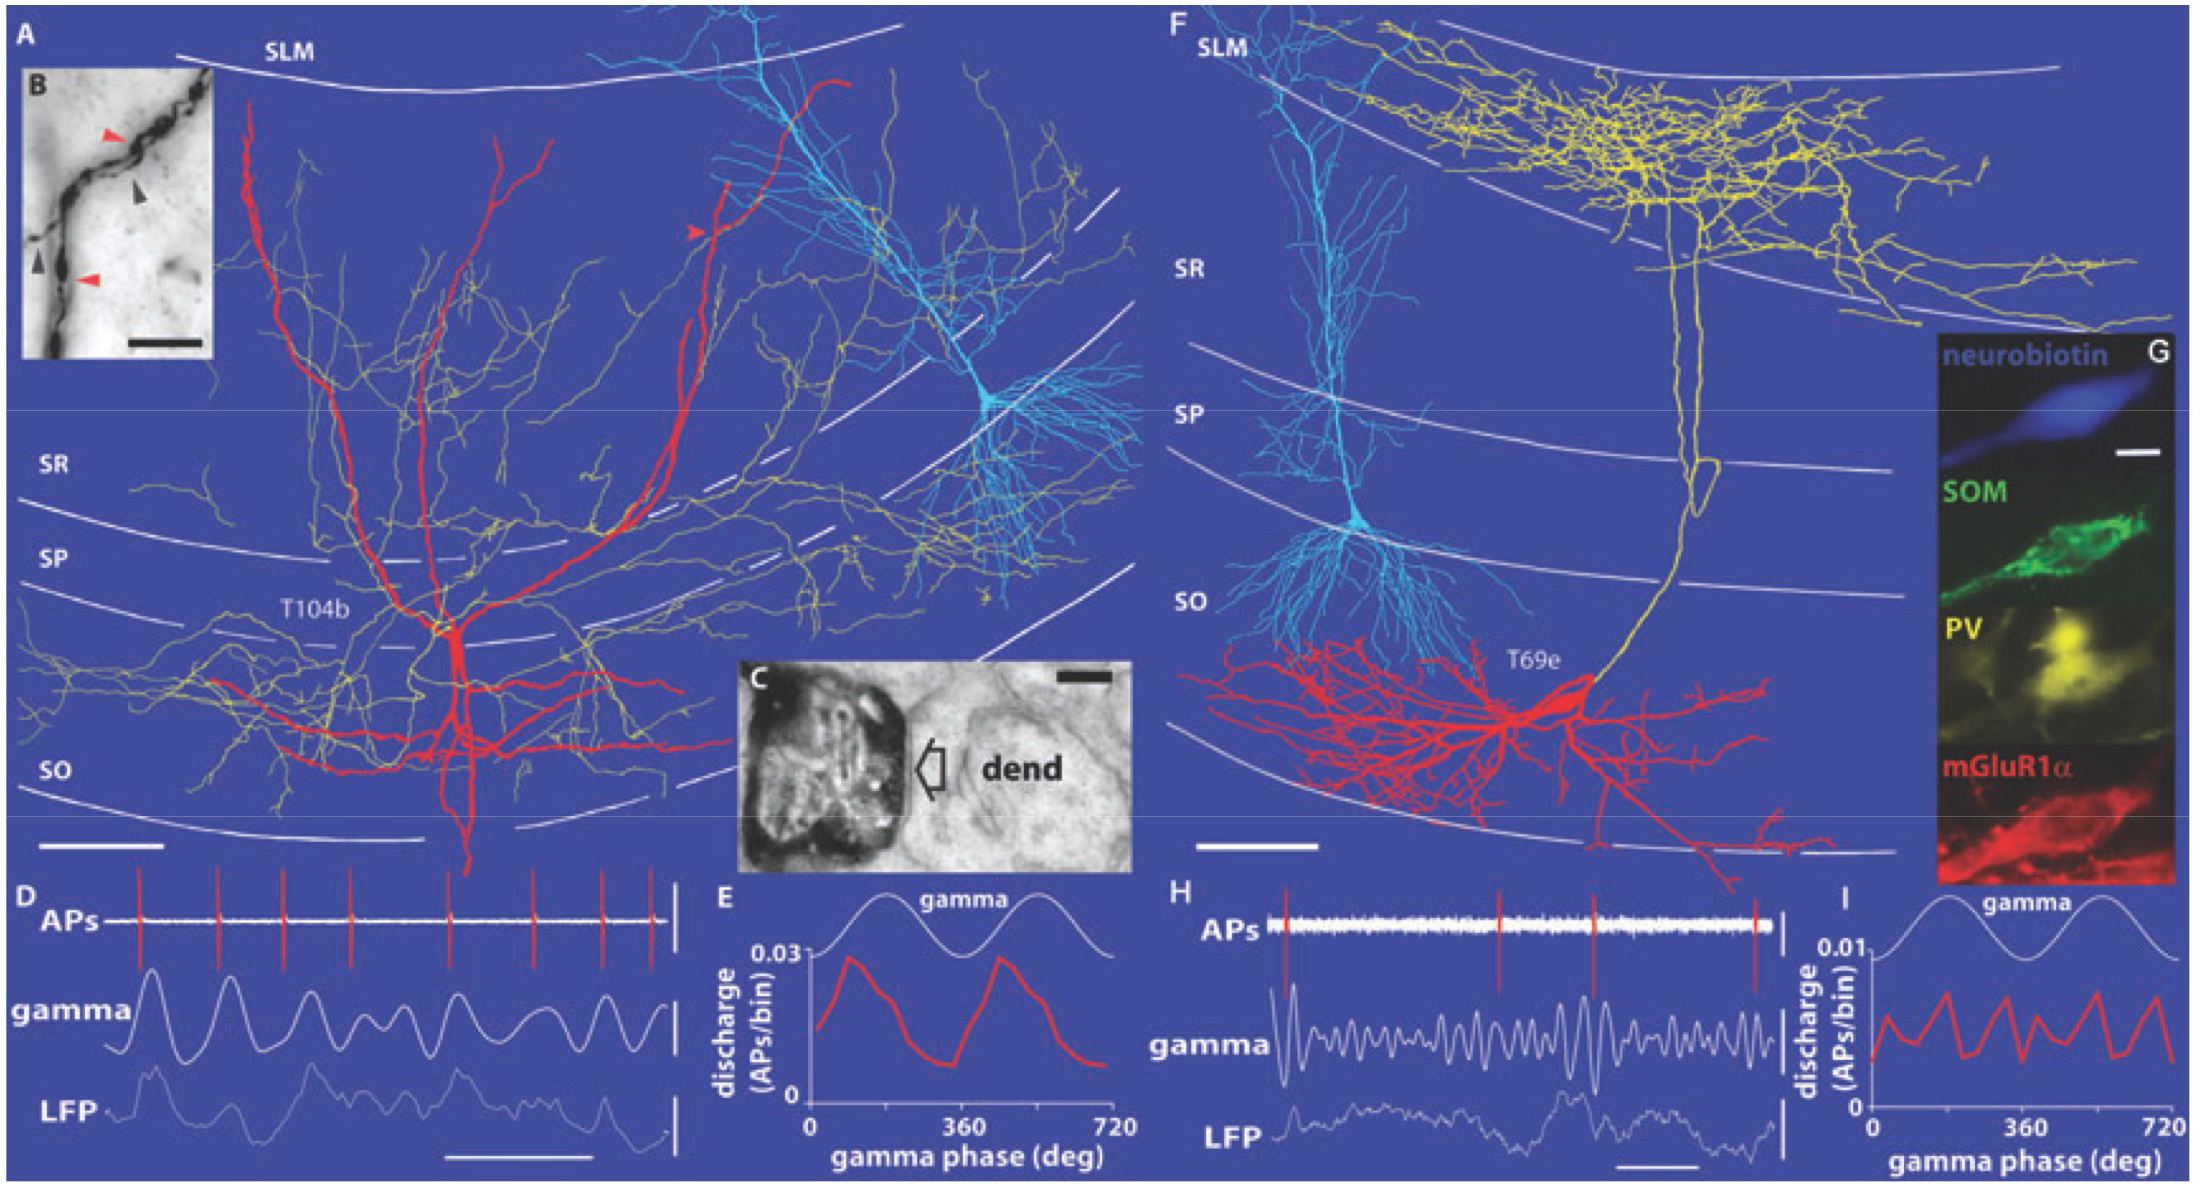 A
SLM
B
SR
SP
T104b
SO
C
dend
D
APs
gamma
LFP
E
gamma
0.03
0
discharge
(APs/bin)
0
360
720
gamma phase (deg)
F
SLM
SR
SP
SO
T69e
neurobiotin
G
SOM
PV
mGluR1α
H
APs
gamma
LFP
I
gamma
0.01
0
discharge
(APs/bin)
0
360
720
gamma phase (deg)